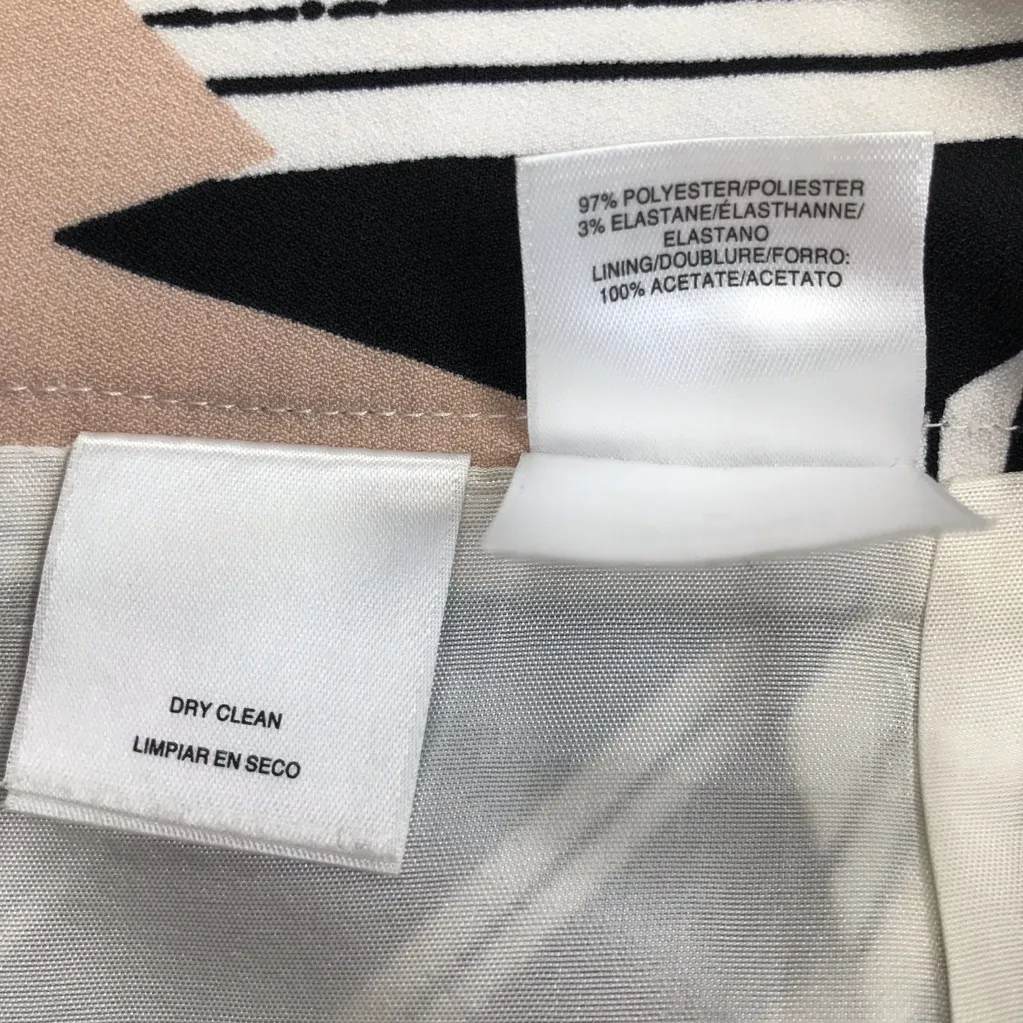 97% POLYESTER/POLIESTER
3% ELASTANE/ÉLASTHANNE/
ELASTANO
LINING/DOUBLURE/FORRO:
100% ACETATE/ACETATO
DRY CLEAN
LIMPIAR EN SECO